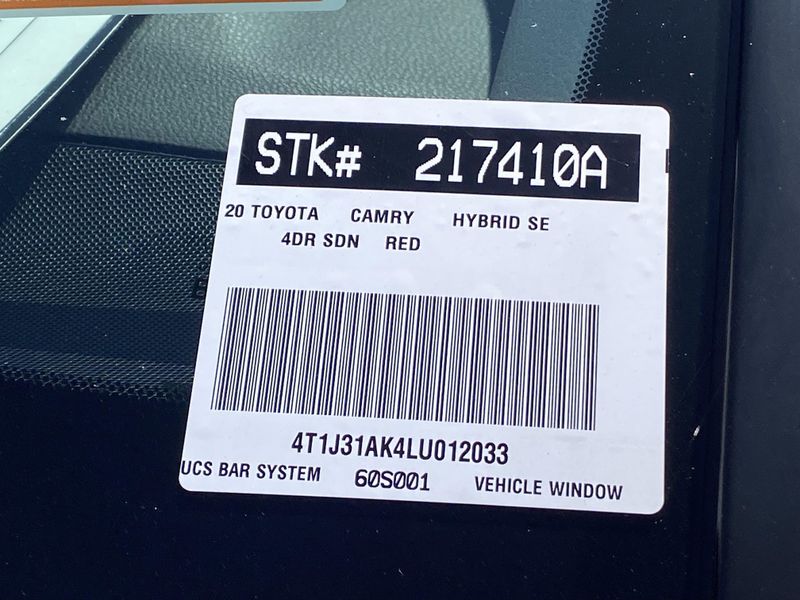 STK# 217410A
20 TOYOTA CAMRY HYBRID SE
4DR SDN RED
4T1J31AK4LU012033
UCS BAR SYSTEM 60S001 VEHICLE WINDOW